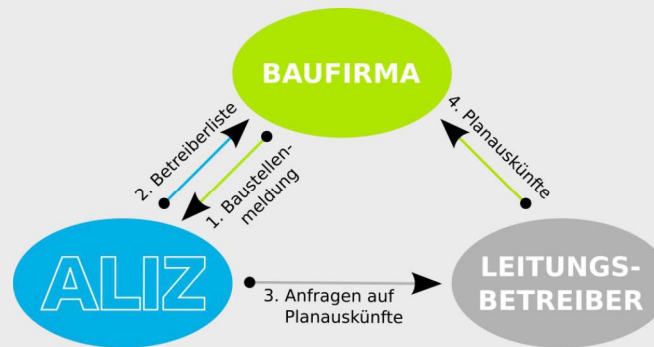 BAUFIRMA
2. Betreiberliste
1. Baustellen-
meldung
4. Planauskünfte
ALIZ
3. Anfragen auf
Planauskünfte
LEITUNGS-
BETREIBER